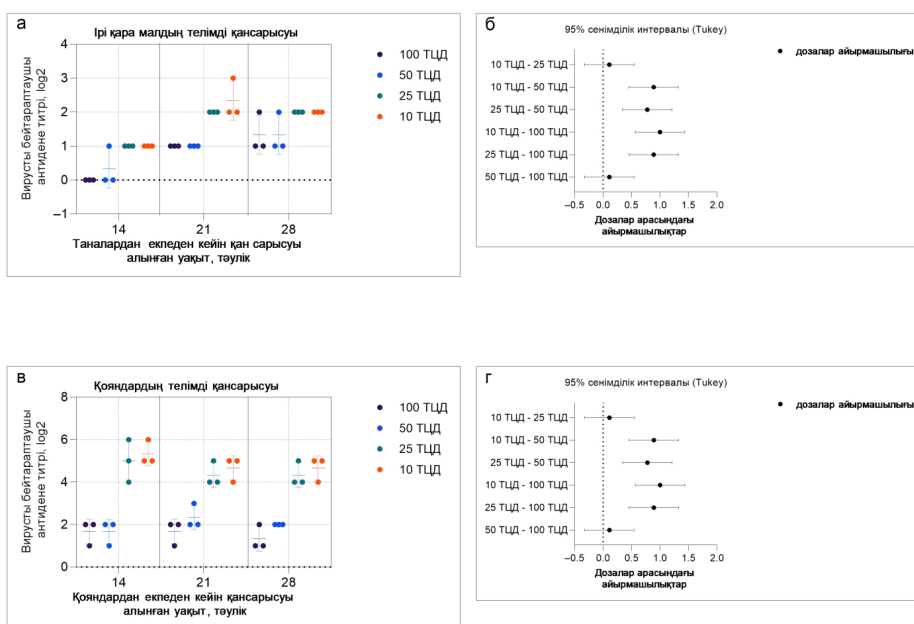 а
Ірі қара малдың телімді қансарысуы
Вирусты бейтараптаушы
антидене титрі, log2
4
3
2
1
0
–1
14
21
28
Таналардан екпеден кейін қан сарысуы
алынған уақыт, тәулік
100 ТЦД
50 ТЦД
25 ТЦД
10 ТЦД
б
95% сенімділік интервалы (Tukey)
10 ТЦД - 25 ТЦД
10 ТЦД - 50 ТЦД
25 ТЦД - 50 ТЦД
10 ТЦД - 100 ТЦД
25 ТЦД - 100 ТЦД
50 ТЦД - 100 ТЦД
–0.5 0.0 0.5 1.0 1.5 2.0
Дозалар арасындағы
айырмашылықтар
дозалар айырмашылығы
в
Қояндардың телімді қансарысуы
Вирусты бейтараптаушы
антидене титрі, log2
8
6
4
2
0
14
21
28
Қояндардан екпеден кейін қансарысуы
алынған уақыт, тәулік
100 ТЦД
50 ТЦД
25 ТЦД
10 ТЦД
г
95% сенімділік интервалы (Tukey)
10 ТЦД - 25 ТЦД
10 ТЦД - 50 ТЦД
25 ТЦД - 50 ТЦД
10 ТЦД - 100 ТЦД
25 ТЦД - 100 ТЦД
50 ТЦД - 100 ТЦД
–0.5 0.0 0.5 1.0 1.5 2.0
Дозалар арасындағы
айырмашылықтар
дозалар айырмашылығы